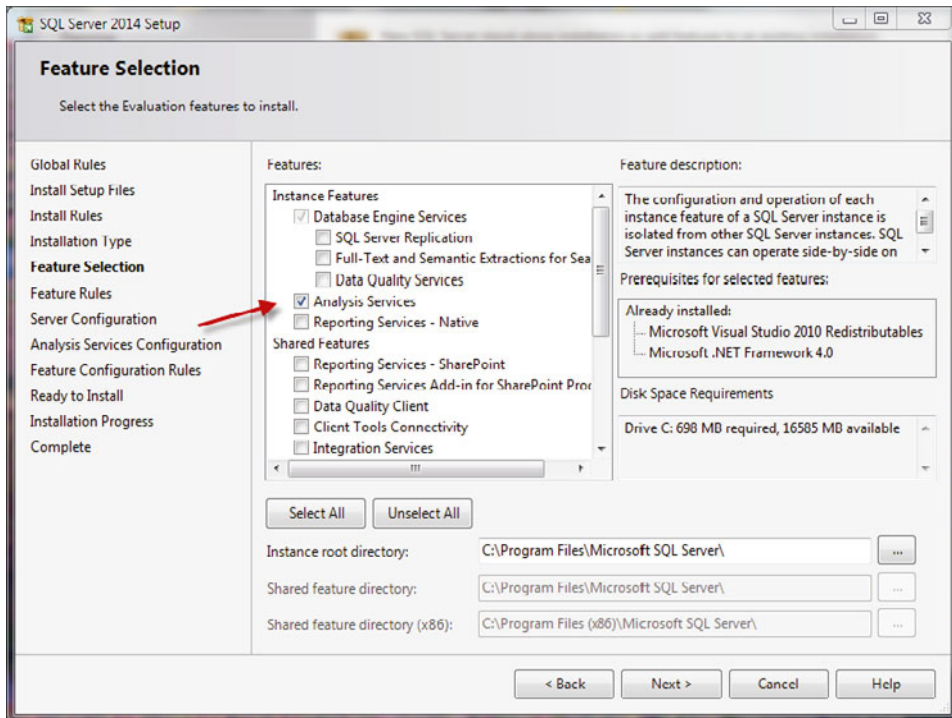 SQL Server 2014 Setup
Feature Selection
Select the Evaluation features to install.
Global Rules
Install Setup Files
Install Rules
Installation Type
Feature Selection
Feature Rules
Server Configuration
Analysis Services Configuration
Feature Configuration Rules
Ready to Install
Installation Progress
Complete
Features:
Instance Features
Database Engine Services
SQL Server Replication
Full-Text and Semantic Extractions for Sea
Data Quality Services
Analysis Services
Reporting Services - Native
Shared Features
Reporting Services - SharePoint
Reporting Services Add-in for SharePoint Proc
Data Quality Client
Client Tools Connectivity
Integration Services
Select All
Unselect All
Feature description:
The configuration and operation of each
instance feature of a SQL Server instance is
isolated from other SQL Server instances. SQL
Server instances can operate side-by-side on
Prerequisites for selected features:
Already installed:
Microsoft Visual Studio 2010 Redistributables
Microsoft .NET Framework 4.0
Disk Space Requirements
Drive C: 698 MB required, 16585 MB available
Instance root directory:
C:\Program Files\Microsoft SQL Server\
...
Shared feature directory:
C:\Program Files\Microsoft SQL Server\
...
Shared feature directory (x86):
C:\Program Files (x86)\Microsoft SQL Server\
...
< Back
Next >
Cancel
Help